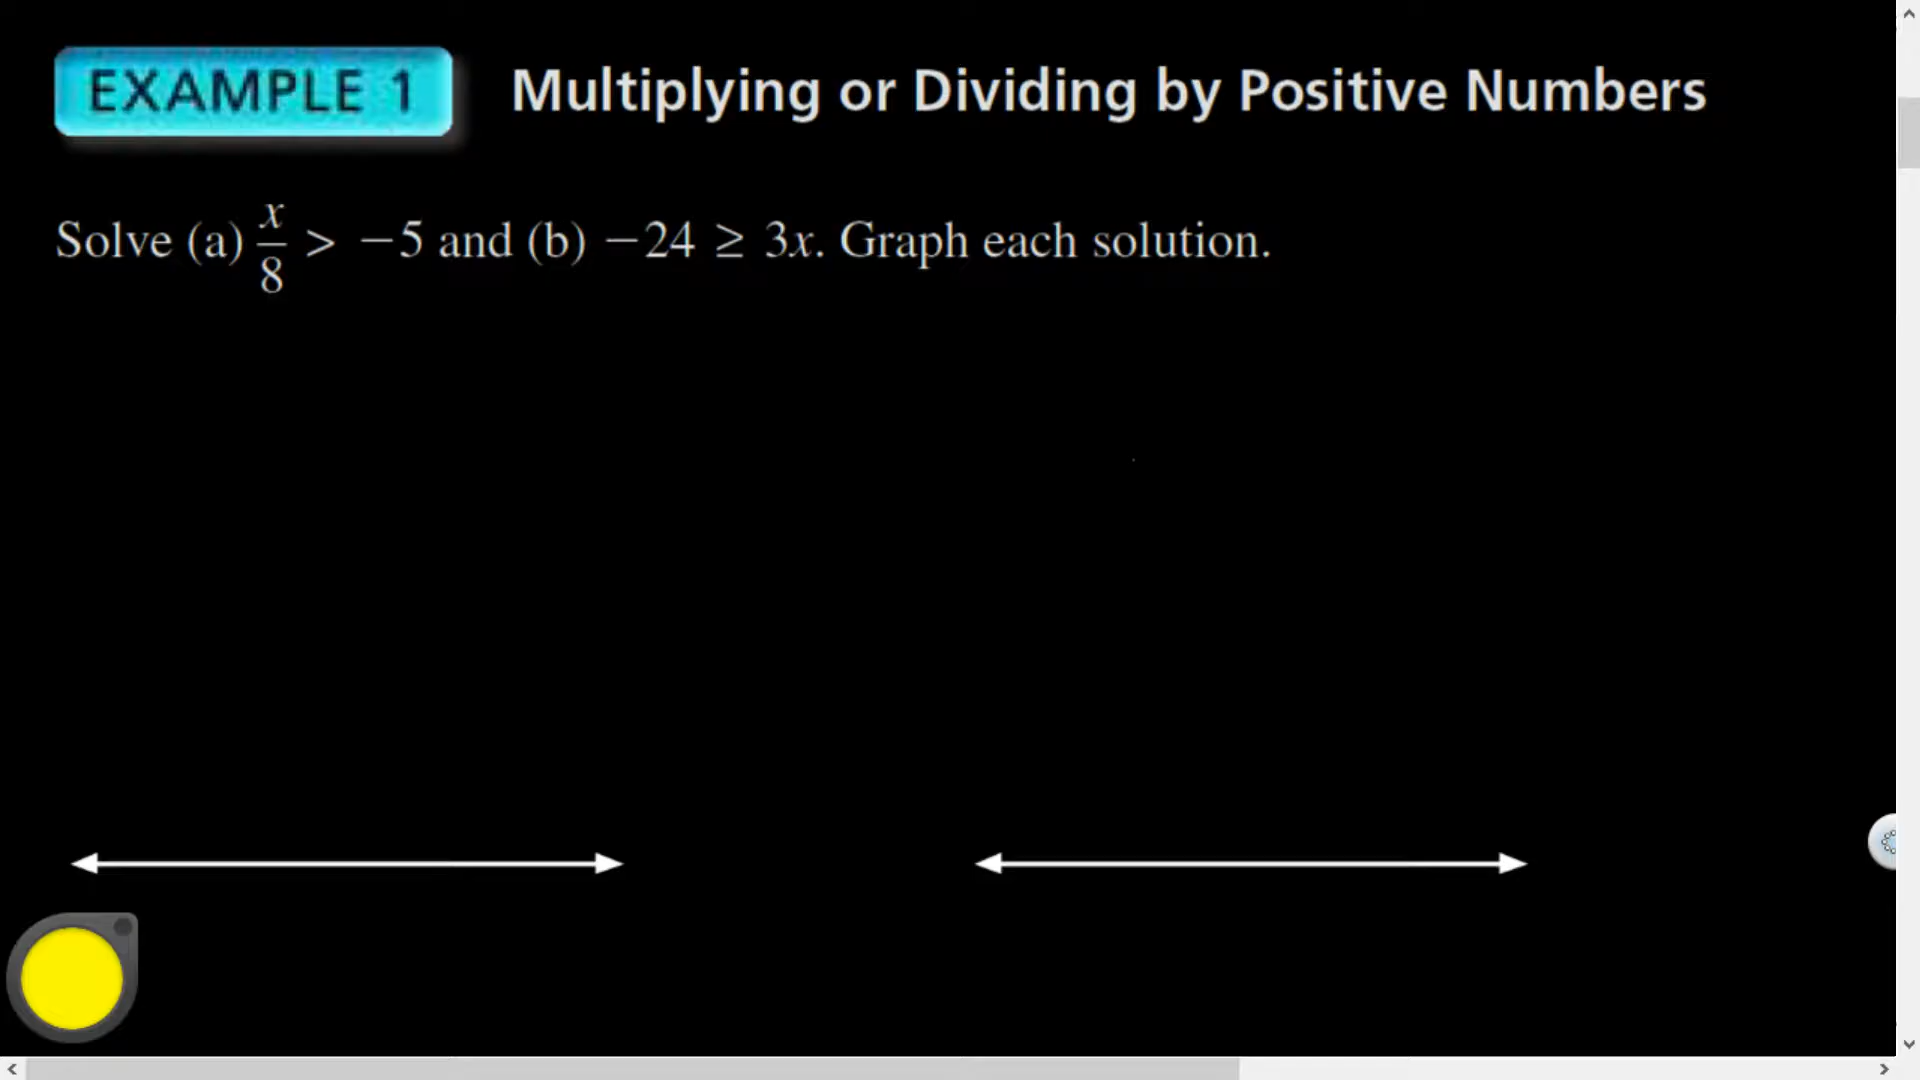 EXAMPLE 1 Multiplying or Dividing by Positive Numbers
Solve (a) x/8 > −5 and (b) −24 ≥ 3x. Graph each solution.